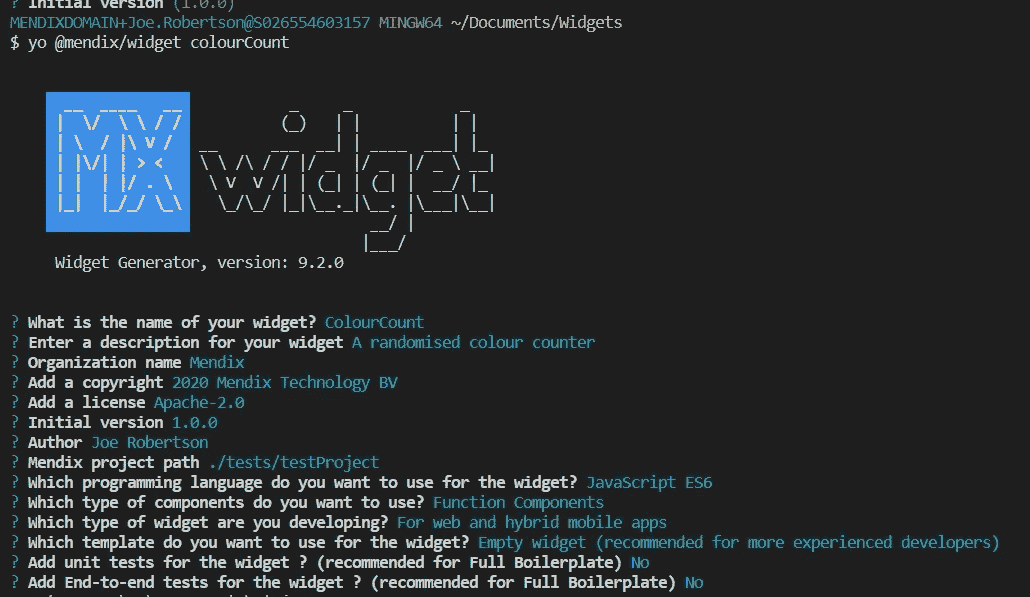 ? Initial version (1.0.0)
MENDIXDOMAIN+Joe.Robertson@S026554603157 MINGW64 ~/Documents/Widgets
$ yo @mendix/widget colourCount
MX widget
Widget Generator, version: 9.2.0
? What is the name of your widget? ColourCount
? Enter a description for your widget A randomised colour counter
? Organization name Mendix
? Add a copyright 2020 Mendix Technology BV
? Add a license Apache-2.0
? Initial version 1.0.0
? Author Joe Robertson
? Mendix project path ./tests/testProject
? Which programming language do you want to use for the widget? JavaScript ES6
? Which type of components do you want to use? Function Components
? Which type of widget are you developing? For web and hybrid mobile apps
? Which template do you want to use for the widget? Empty widget (recommended for more experienced developers)
? Add unit tests for the widget ? (recommended for Full Boilerplate) No
? Add End-to-end tests for the widget ? (recommended for Full Boilerplate) No